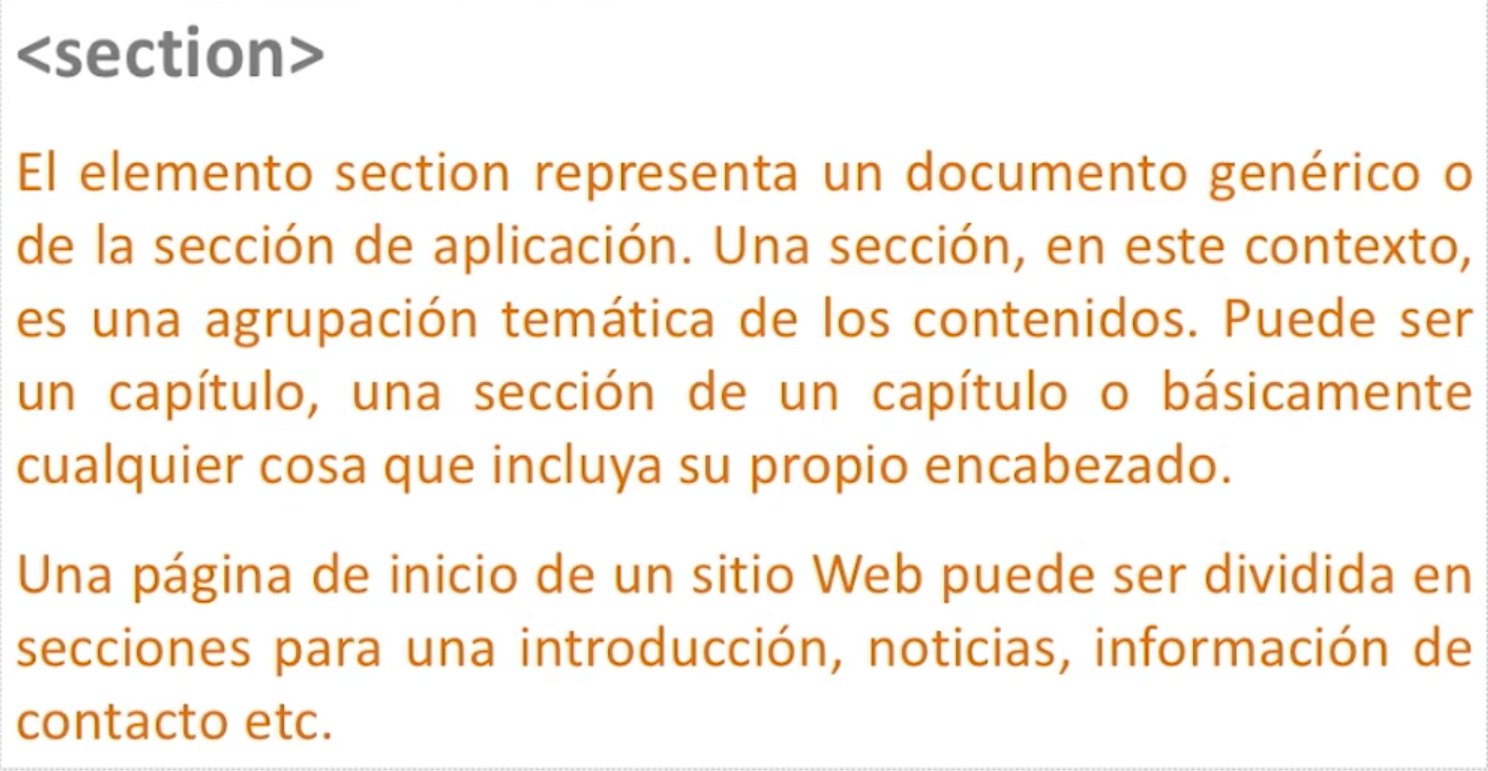 <section>
El elemento section representa un documento genérico o
de la sección de aplicación. Una sección, en este contexto,
es una agrupación temática de los contenidos. Puede ser
un capítulo, una sección de un capítulo o básicamente
cualquier cosa que incluya su propio encabezado.
Una página de inicio de un sitio Web puede ser dividida en
secciones para una introducción, noticias, información de
contacto etc.